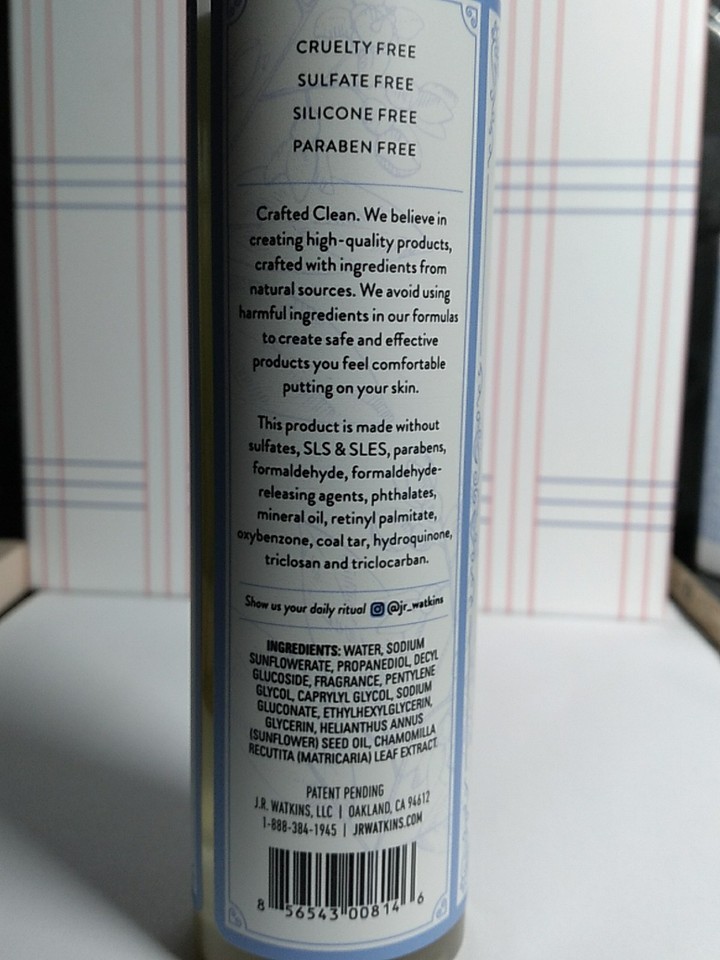 CRUELTY FREE
SULFATE FREE
SILICONE FREE
PARABEN FREE
Crafted Clean. We believe in
creating high-quality products,
crafted with ingredients from
natural sources. We avoid using
harmful ingredients in our formulas
to create safe and effective
products you feel comfortable
putting on your skin.
This product is made without
sulfates, SLS & SLES, parabens,
formaldehyde, formaldehyde-
releasing agents, phthalates,
mineral oil, retinyl palmitate,
oxybenzone, coal tar, hydroquinone,
triclosan and triclocarban.
Show us your daily ritual @jr_watkins
INGREDIENTS: WATER, SODIUM
SUNFLOWERATE, PROPANEDIOL, DECYL
GLUCOSIDE, FRAGRANCE, PENTYLENE
GLYCOL, CAPRYLYL GLYCOL, SODIUM
GLUCONATE, ETHYLHEXYLGLYCERIN,
GLYCERIN, HELIANTHUS ANNUS
(SUNFLOWER) SEED OIL, CHAMOMILLA
RECUTITA (MATRICARIA) LEAF EXTRACT.
PATENT PENDING
J.R. WATKINS, LLC | OAKLAND, CA 94612
1-888-384-1945 | JRWATKINS.COM
8 56543 00814 6